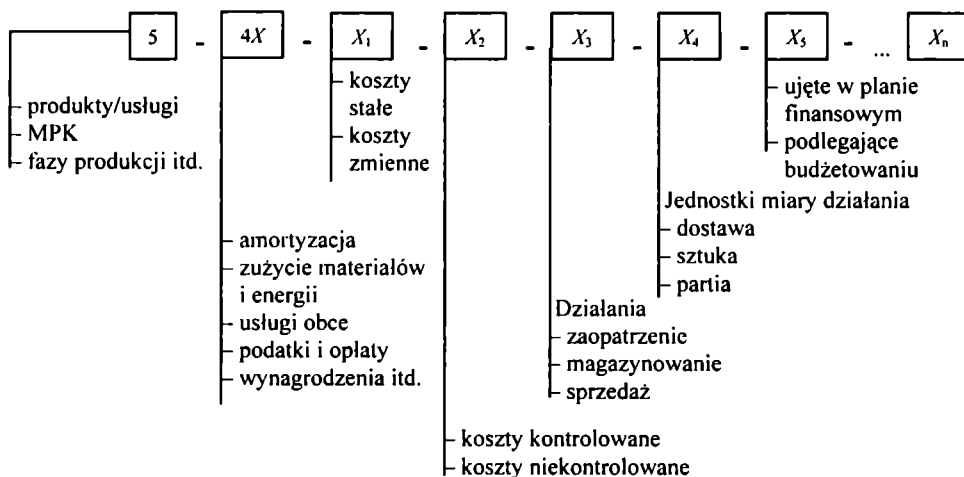 5 - 4X - X₁ - X₂ - X₃ - X₄ - X₅ - ... Xₙ
– produkty/usługi
– MPK
– fazy produkcji itd.
– amortyzacja
– zużycie materiałów
i energii
– usługi obce
– podatki i opłaty
– wynagrodzenia itd.
– koszty
stałe
– koszty
zmienne
– koszty kontrolowane
– koszty niekontrolowane
Działania
– zaopatrzenie
– magazynowanie
– sprzedaż
Jednostki miary działania
– dostawa
– sztuka
– partia
– ujęte w planie
finansowym
– podlegające
budżetowaniu